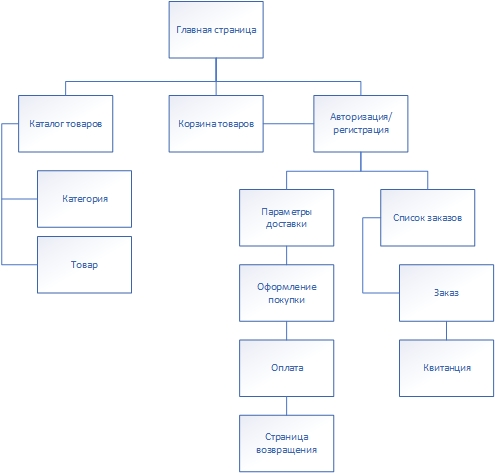 Главная страница
Каталог товаров
Корзина товаров
Авторизация/
регистрация
Категория
Параметры
доставки
Список заказов
Товар
Оформление
покупки
Заказ
Оплата
Квитанция
Страница
возвращения